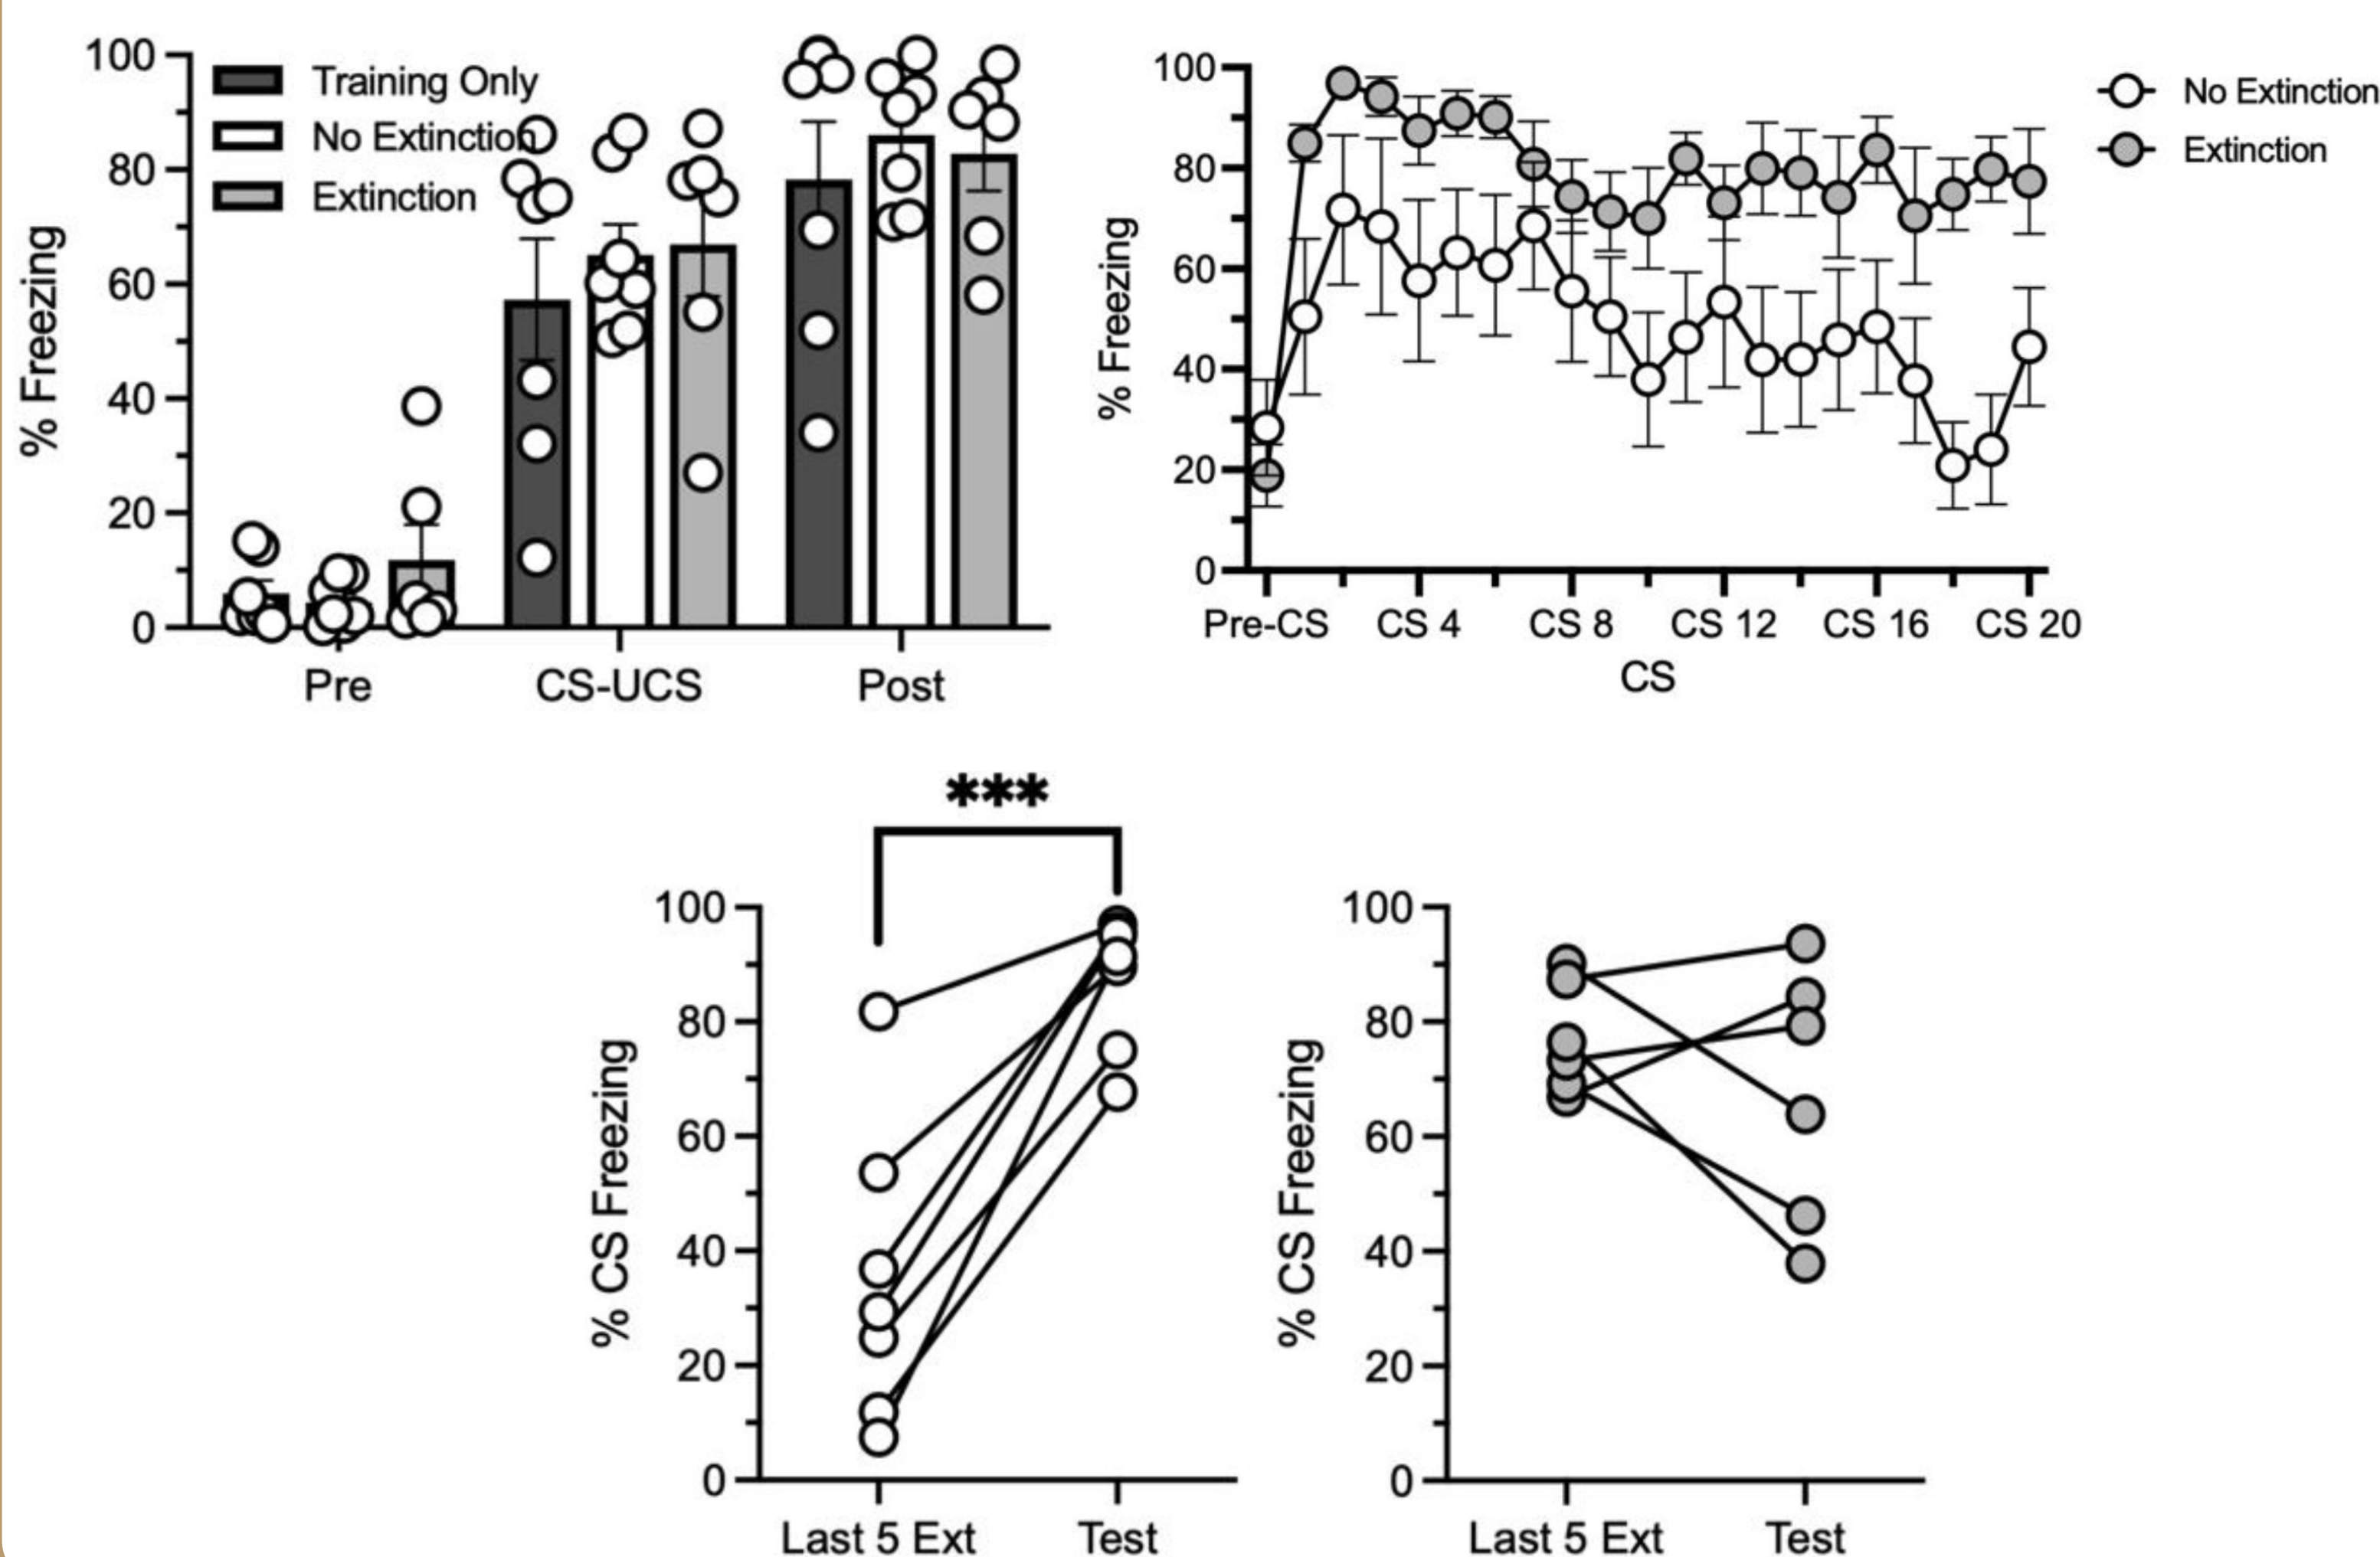 100
80
60
40
20
0
% Freezing
Training Only
No Extinction
Extinction
Pre
CS-UCS
Post
100
80
60
40
20
0
% Freezing
Pre-CS
CS 4
CS 8
CS 12
CS 16
CS 20
CS
No Extinction
Extinction
***
100
80
60
40
20
0
% CS Freezing
Last 5 Ext
Test
100
80
60
40
20
0
% CS Freezing
Last 5 Ext
Test